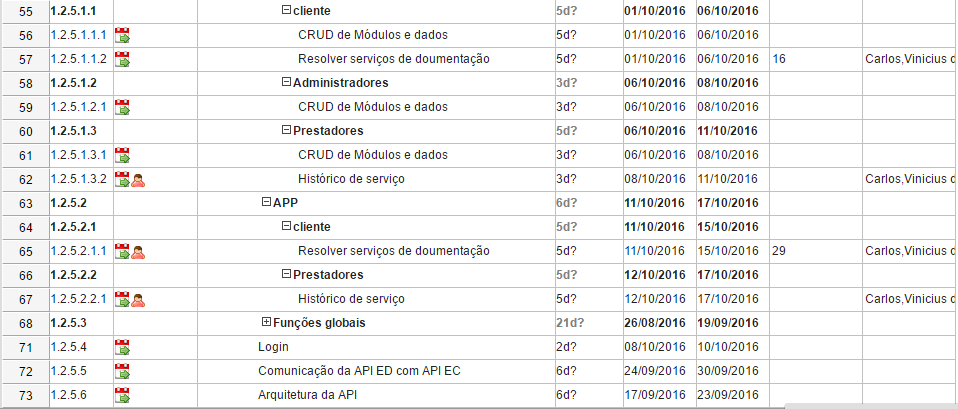 55 1.2.5.1.1 cliente 5d? 01/10/2016 06/10/2016
56 1.2.5.1.1.1 CRUD de Módulos e dados 5d? 01/10/2016 06/10/2016
57 1.2.5.1.1.2 Resolver serviços de doumentação 5d? 01/10/2016 06/10/2016 16 Carlos,Vinicius d
58 1.2.5.1.2 Administradores 3d? 06/10/2016 08/10/2016
59 1.2.5.1.2.1 CRUD de Módulos e dados 3d? 06/10/2016 08/10/2016
60 1.2.5.1.3 Prestadores 5d? 06/10/2016 11/10/2016
61 1.2.5.1.3.1 CRUD de Módulos e dados 3d? 06/10/2016 08/10/2016
62 1.2.5.1.3.2 Histórico de serviço 3d? 08/10/2016 11/10/2016 Carlos,Vinicius d
63 1.2.5.2 APP 6d? 11/10/2016 17/10/2016
64 1.2.5.2.1 cliente 5d? 11/10/2016 15/10/2016
65 1.2.5.2.1.1 Resolver serviços de doumentação 5d? 11/10/2016 15/10/2016 29 Carlos,Vinicius d
66 1.2.5.2.2 Prestadores 5d? 12/10/2016 17/10/2016
67 1.2.5.2.2.1 Histórico de serviço 5d? 12/10/2016 17/10/2016 Carlos,Vinicius d
68 1.2.5.3 Funções globais 21d? 26/08/2016 19/09/2016
71 1.2.5.4 Login 2d? 08/10/2016 10/10/2016
72 1.2.5.5 Comunicação da API ED com API EC 6d? 24/09/2016 30/09/2016
73 1.2.5.6 Arquitetura da API 6d? 17/09/2016 23/09/2016